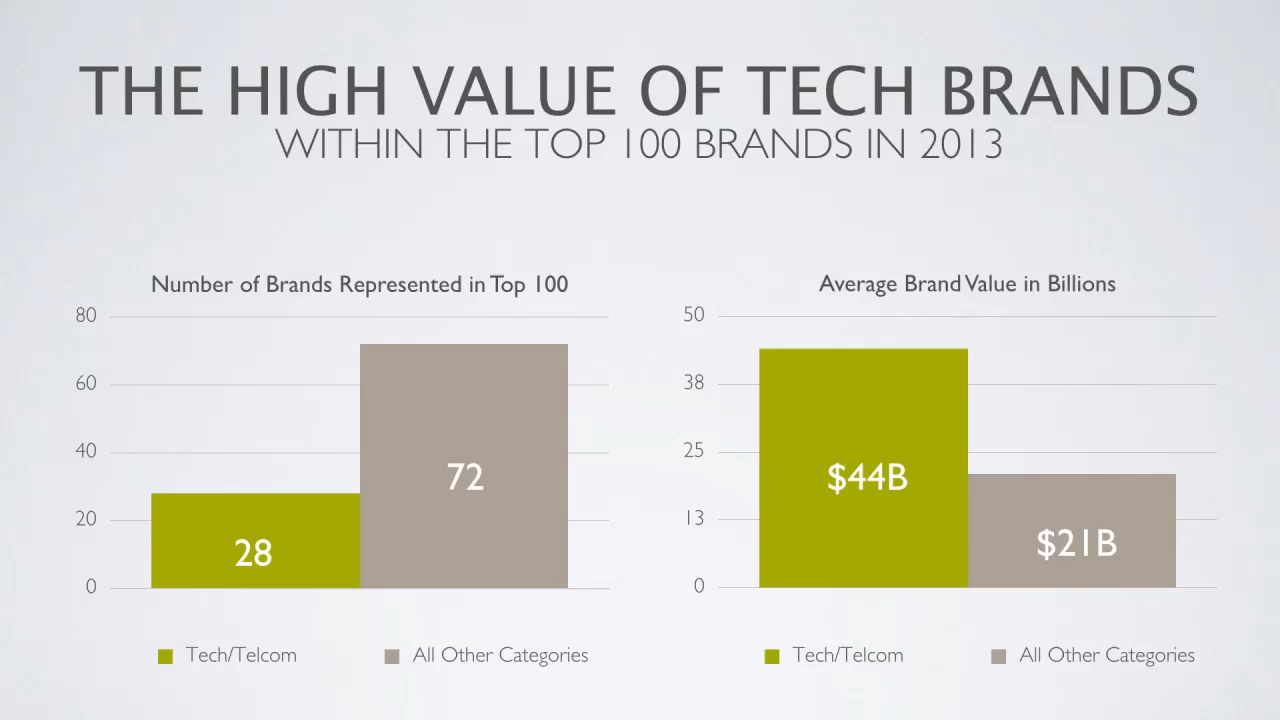 THE HIGH VALUE OF TECH BRANDS
WITHIN THE TOP 100 BRANDS IN 2013
Number of Brands Represented in Top 100
80
60
40
20
0
28
72
Tech/Telcom
All Other Categories
Average Brand Value in Billions
50
38
25
13
0
$44B
$21B
Tech/Telcom
All Other Categories